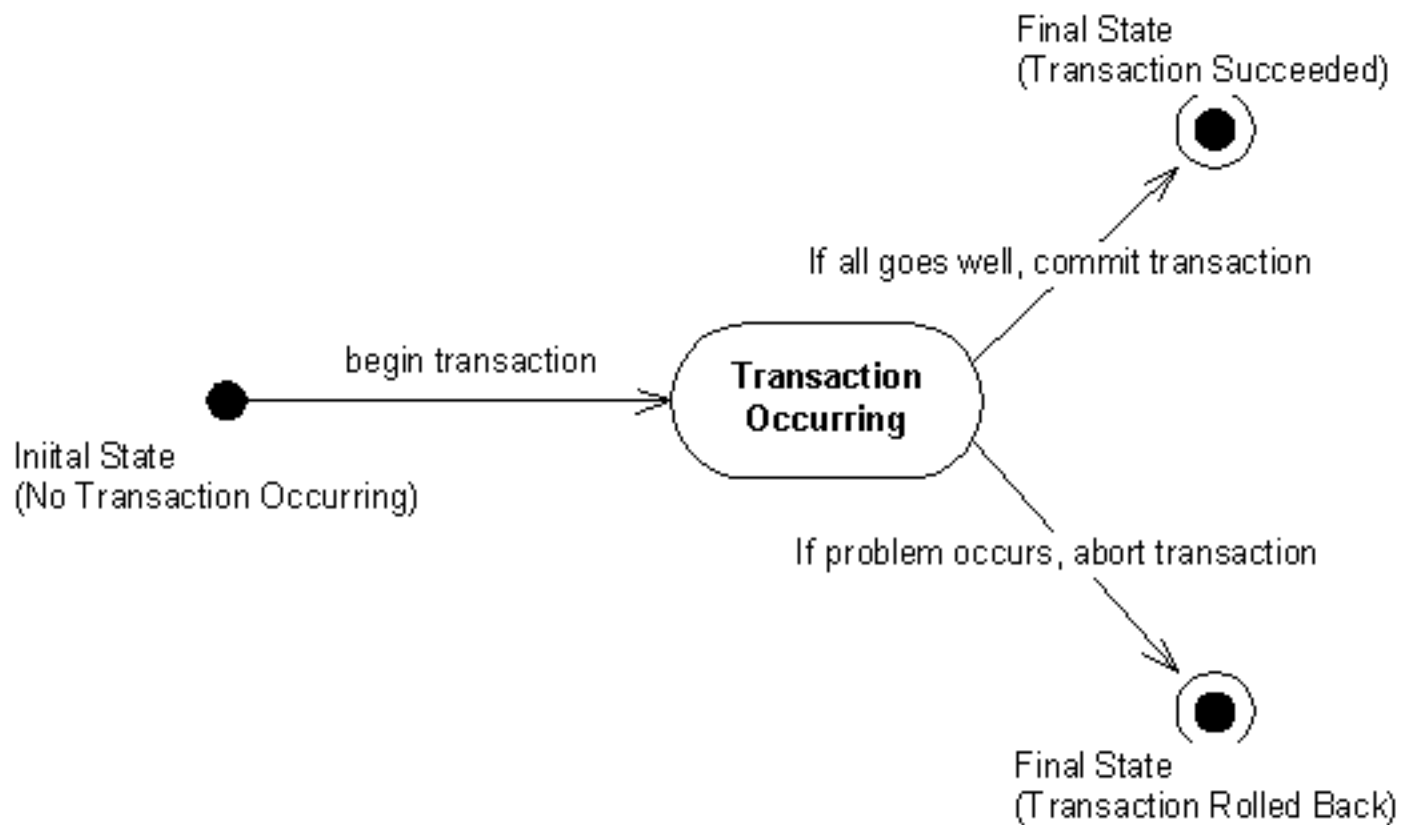 Final State
(Transaction Succeeded)
If all goes well, commit transaction
begin transaction
Transaction
Occurring
Iniital State
(No Transaction Occurring)
If problem occurs, abort transaction
Final State
(Transaction Rolled Back)